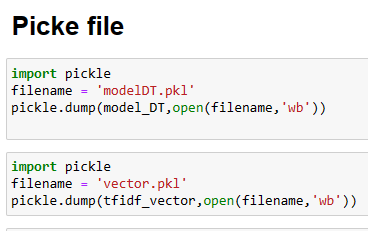 Picke file
import pickle
filename = 'modelDT.pkl'
pickle.dump(model_DT,open(filename,'wb'))
import pickle
filename = 'vector.pkl'
pickle.dump(tfidf_vector,open(filename,'wb'))